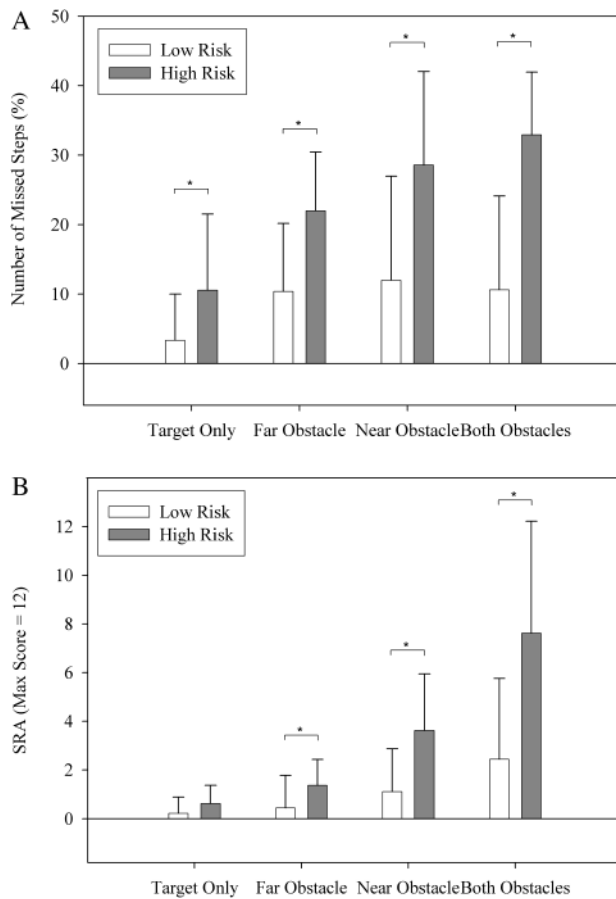 A
50
40
30
20
10
0
Number of Missed Steps (%)
Low Risk
High Risk
*
*
*
*
Target Only
Far Obstacle
Near Obstacle
Both Obstacles
B
12
10
8
6
4
2
0
SRA (Max Score = 12)
Low Risk
High Risk
*
*
*
Target Only
Far Obstacle
Near Obstacle
Both Obstacles